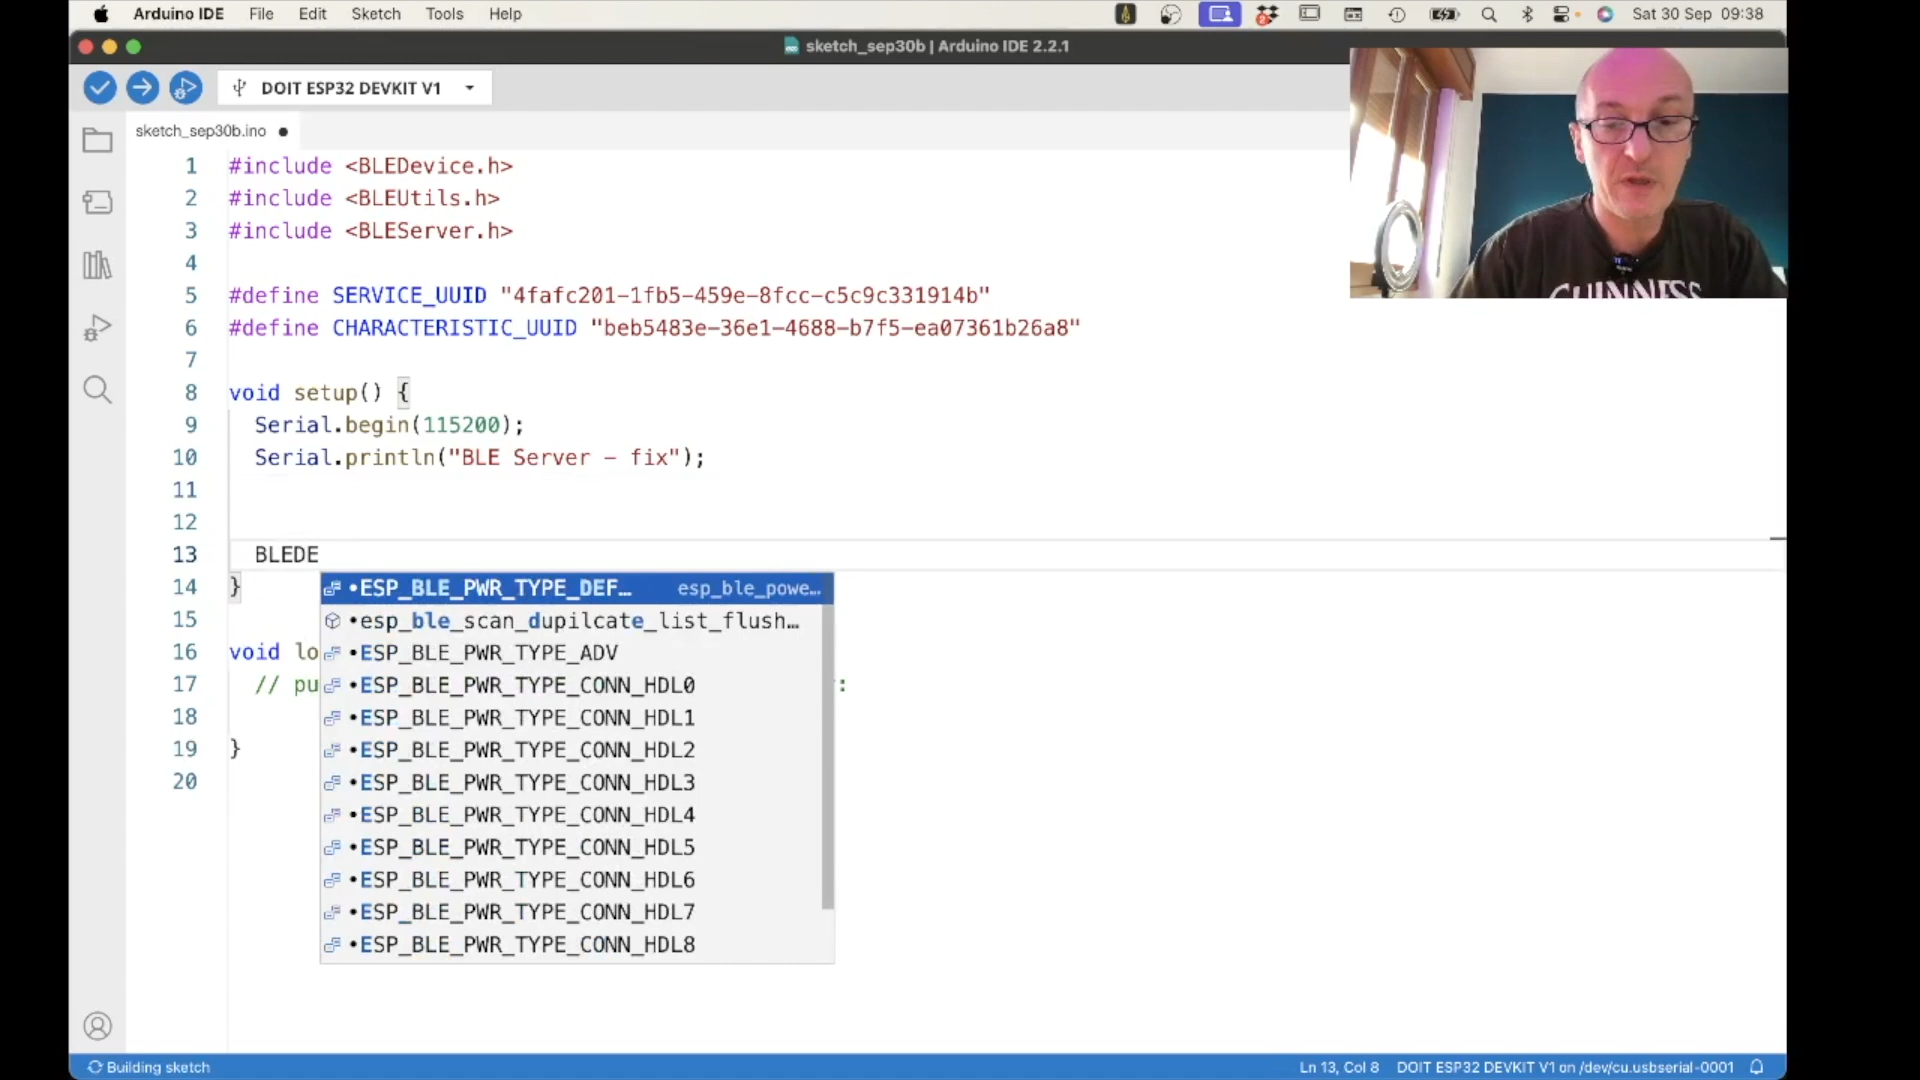 Arduino IDE File Edit Sketch Tools Help Sat 30 Sep 09:38
sketch_sep30b | Arduino IDE 2.2.1
DOIT ESP32 DEVKIT V1
sketch_sep30b.ino
1 #include <BLEDevice.h>
2 #include <BLEUtils.h>
3 #include <BLEServer.h>
4
5 #define SERVICE_UUID "4fafc201-1fb5-459e-8fcc-c5c9c331914b"
6 #define CHARACTERISTIC_UUID "beb5483e-36e1-4688-b7f5-ea07361b26a8"
7
8 void setup() {
9 Serial.begin(115200);
10 Serial.println("BLE Server - fix");
11
12
13 BLEDE
14 }
•ESP_BLE_PWR_TYPE_DEF… esp_ble_powe…
15
•esp_ble_scan_dupilcate_list_flush…
16 void lo
•ESP_BLE_PWR_TYPE_ADV
17 // pu :
•ESP_BLE_PWR_TYPE_CONN_HDL0
18
•ESP_BLE_PWR_TYPE_CONN_HDL1
19 }
•ESP_BLE_PWR_TYPE_CONN_HDL2
20
•ESP_BLE_PWR_TYPE_CONN_HDL3
•ESP_BLE_PWR_TYPE_CONN_HDL4
•ESP_BLE_PWR_TYPE_CONN_HDL5
•ESP_BLE_PWR_TYPE_CONN_HDL6
•ESP_BLE_PWR_TYPE_CONN_HDL7
•ESP_BLE_PWR_TYPE_CONN_HDL8
GUINNESS
Building sketch Ln 13, Col 8 DOIT ESP32 DEVKIT V1 on /dev/cu.usbserial-0001